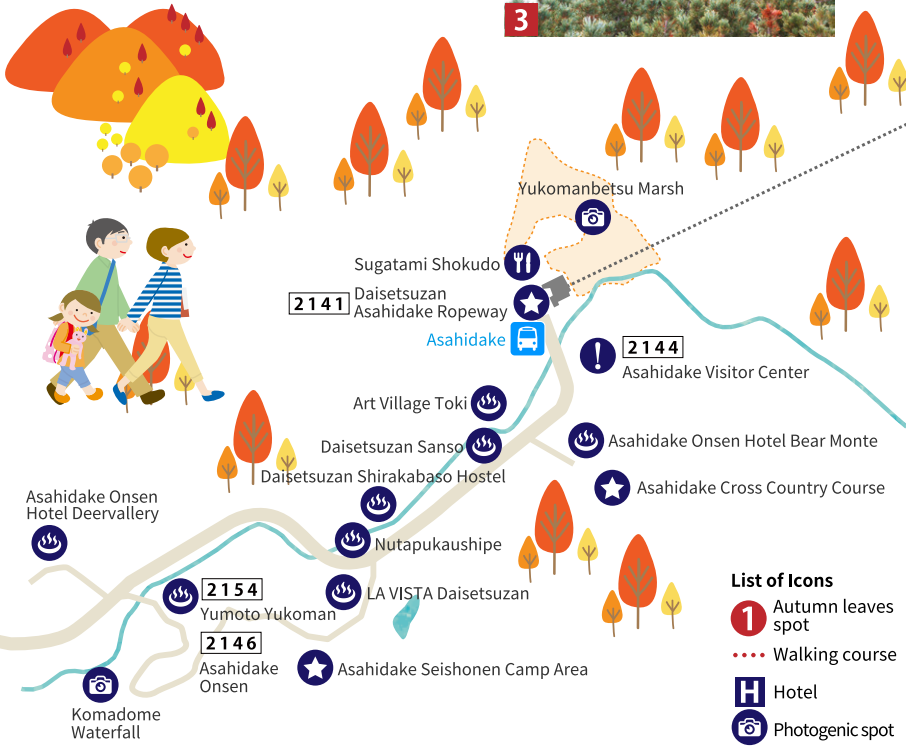 3
Yukomanbetsu Marsh
Sugatami Shokudo
2141
Daisetsuzan
Asahidake Ropeway
Asahidake
2144
Asahidake Visitor Center
Art Village Toki
Daisetsuzan Sanso
Asahidake Onsen Hotel Bear Monte
Daisetsuzan Shirakabaso Hostel
Asahidake Cross Country Course
Asahidake Onsen
Hotel Deervallery
Nutapukaushipe
2154
Yumoto Yukoman
LA VISTA Daisetsuzan
2146
Asahidake
Onsen
Asahidake Seishonen Camp Area
Komadome
Waterfall
List of Icons
1
Autumn leaves
spot
Walking course
H
Hotel
Photogenic spot